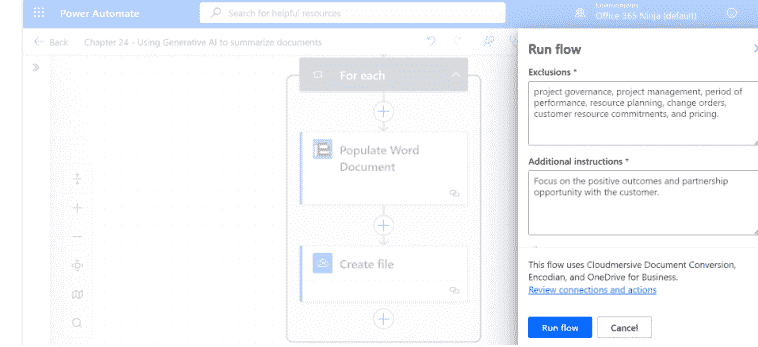 Power Automate
Search for helpful resources
Environments
Office 365 Ninja (default)
Back
Chapter 24 - Using Generative AI to summarize documents
For each
Populate Word
Document
Create file
Run flow
Exclusions *
project governance, project management, period of
performance, resource planning, change orders,
customer resource commitments, and pricing.
Additional instructions *
Focus on the positive outcomes and partnership
opportunity with the customer.
This flow uses Cloudmersive Document Conversion,
Encodian, and OneDrive for Business.
Review connections and actions
Run flow
Cancel